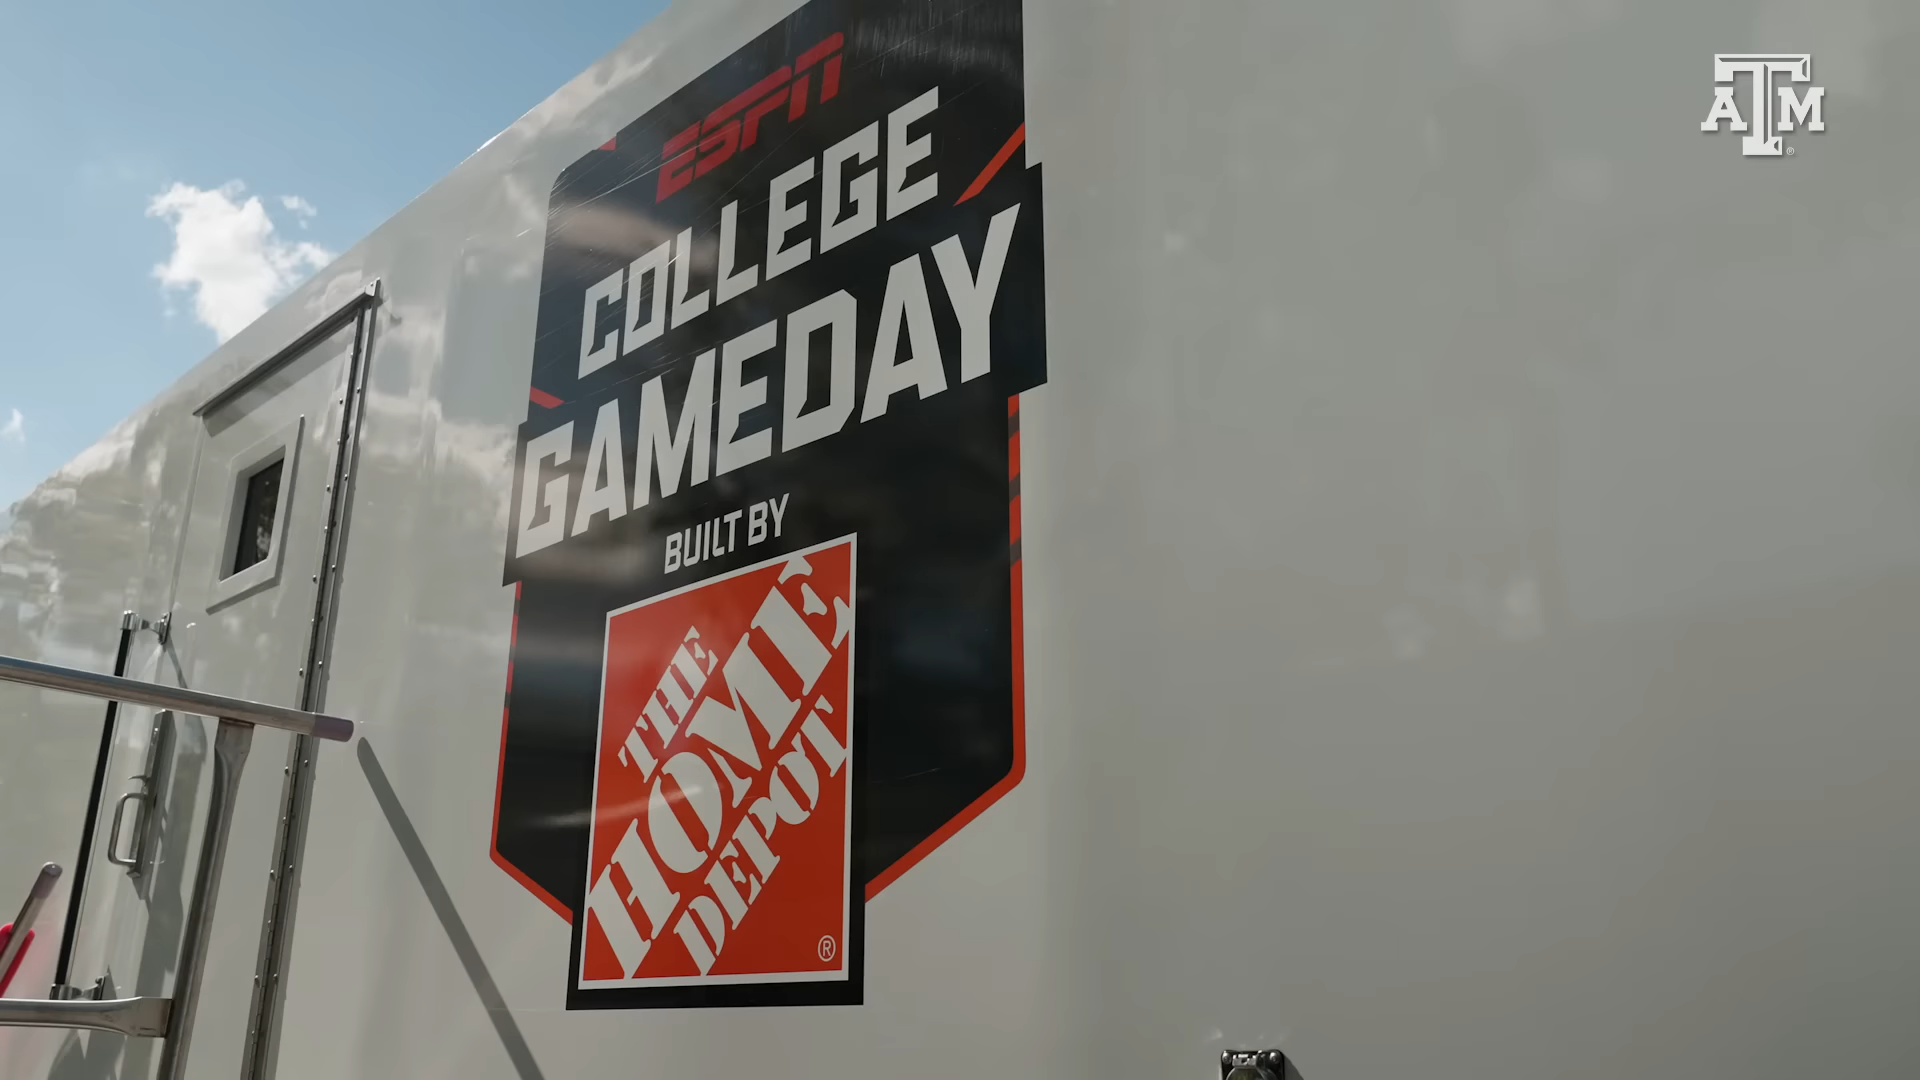 ESPN
COLLEGE
GAMEDAY
BUILT BY
THE
HOME
DEPOT
®
ATM
®